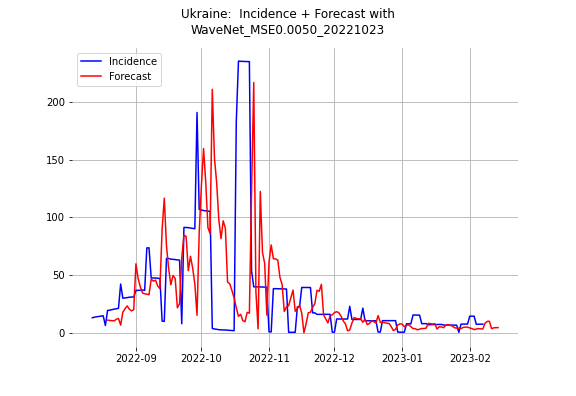 Ukraine:  Incidence + Forecast with
WaveNet_MSE0.0050_20221023
Incidence
Forecast
200
150
100
50
0
2022-09 2022-10 2022-11 2022-12 2023-01 2023-02